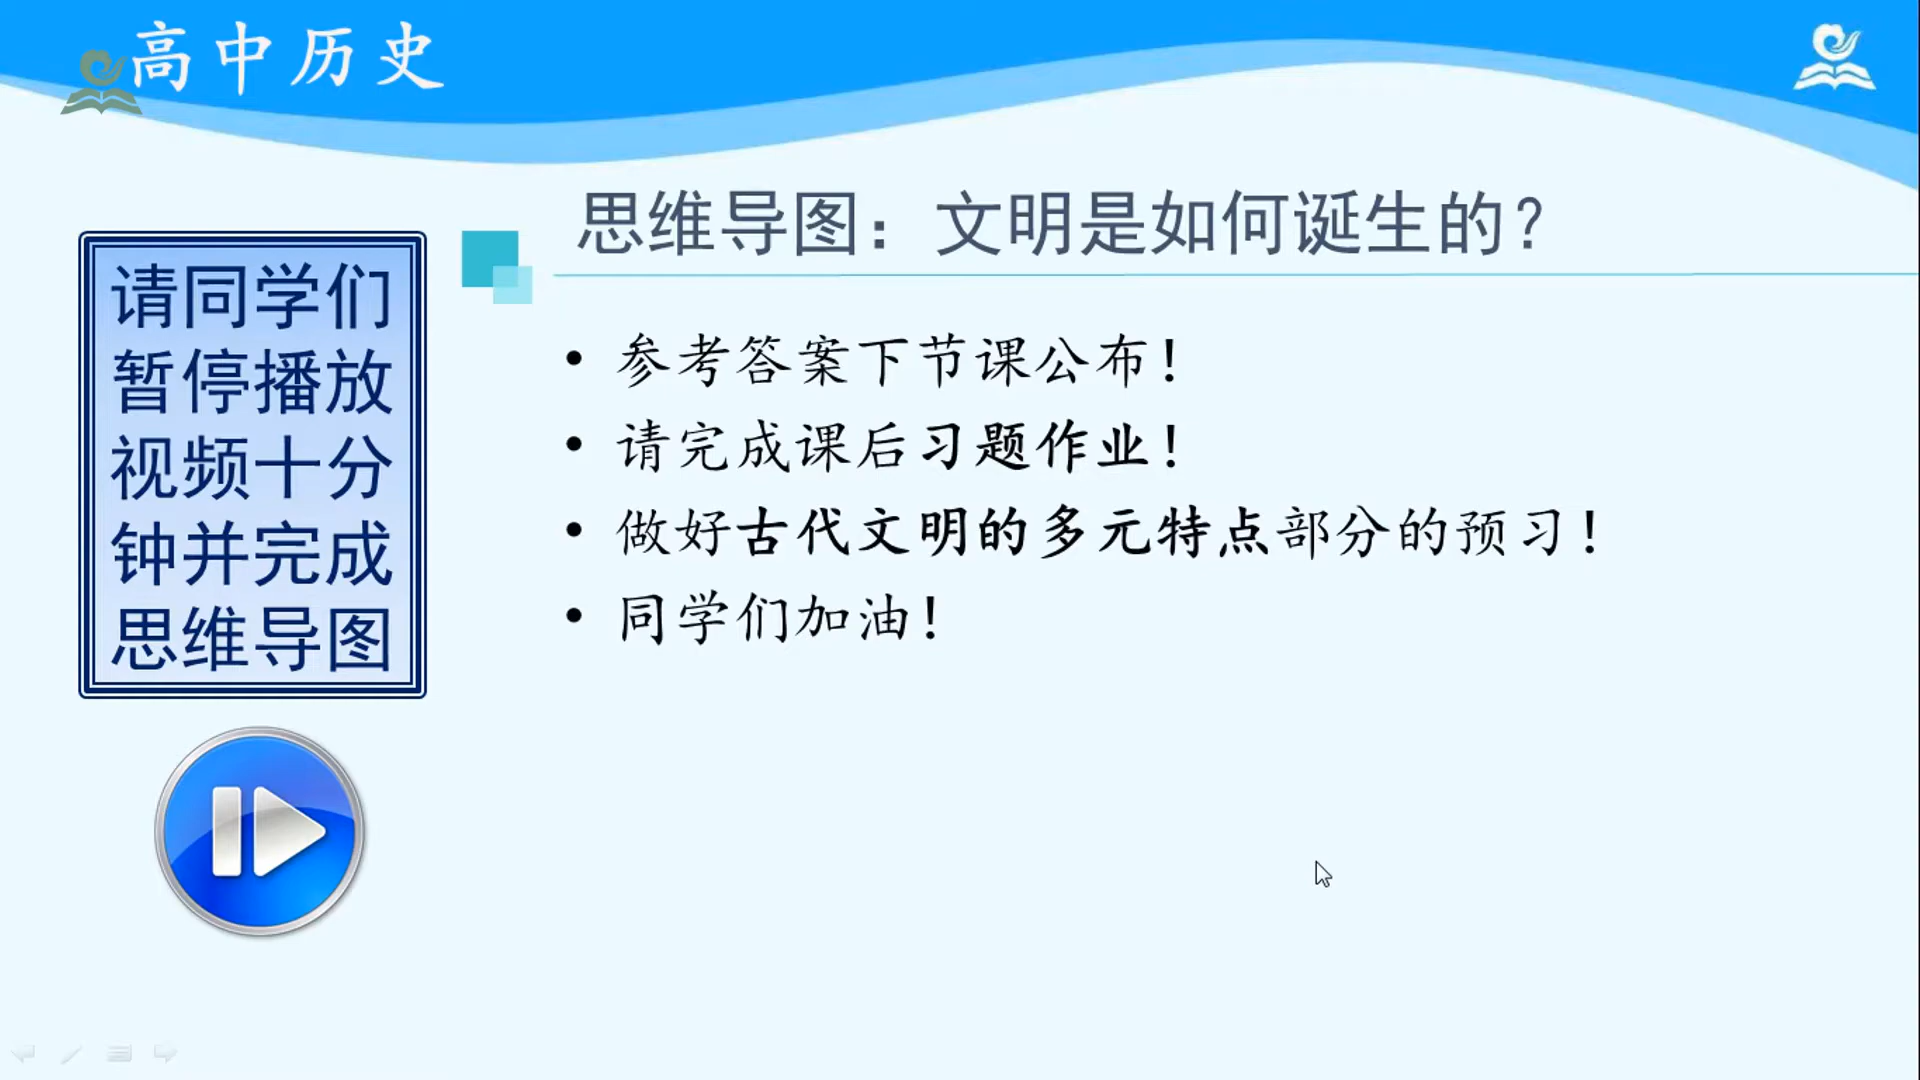 高中历史
思维导图：文明是如何诞生的？
请同学们
暂停播放
视频十分
钟并完成
思维导图
• 参考答案下节课公布！
• 请完成课后习题作业！
• 做好古代文明的多元特点部分的预习！
• 同学们加油！